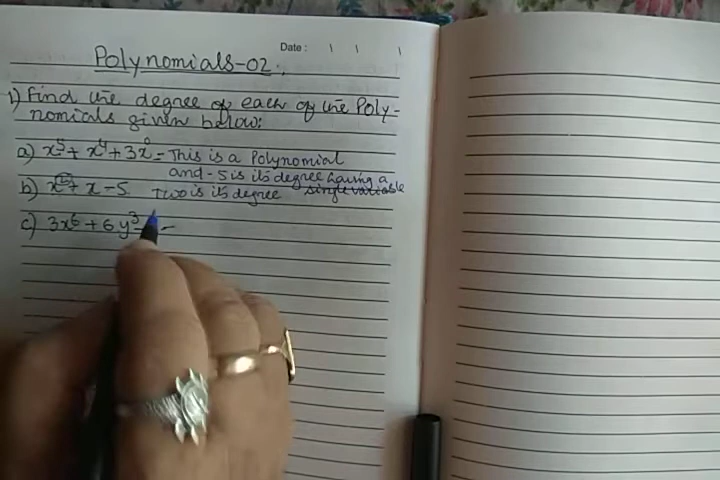 Date :
Polynomials-02.
1) Find the degree of each of the Poly-
nomials given below:
a) x⁵ + x⁴ + 3x⁰ = This is a Polynomial
and - 5 is its degree having a
single variable
b) x² + x - 5 Two is its degree
c) 3x⁶ + 6y³